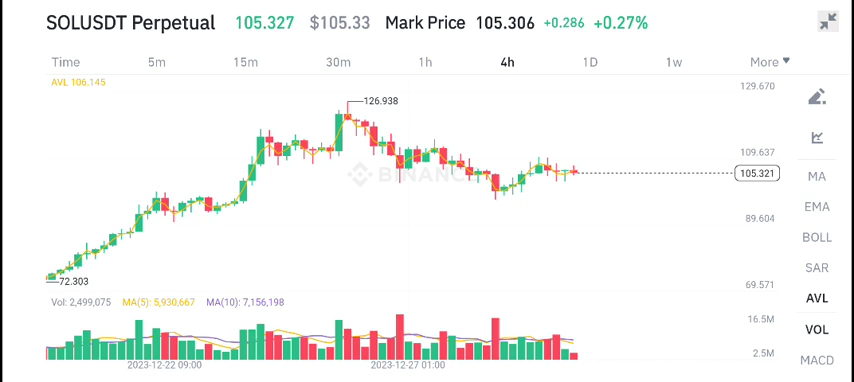 SOLUSDT Perpetual 105.327 $105.33 Mark Price 105.306 +0.286 +0.27%
Time 5m 15m 30m 1h 4h 1D 1w More
AVL 106.145
129.670
126.938
109.637
105.321
BINANCE
89.604
72.303
69.571
MA
EMA
BOLL
SAR
AVL
VOL
MACD
Vol: 2,499,075 MA(5): 5,930,667 MA(10): 7,156,198
16.5M
2.5M
2023-12-22 09:00 2023-12-27 01:00